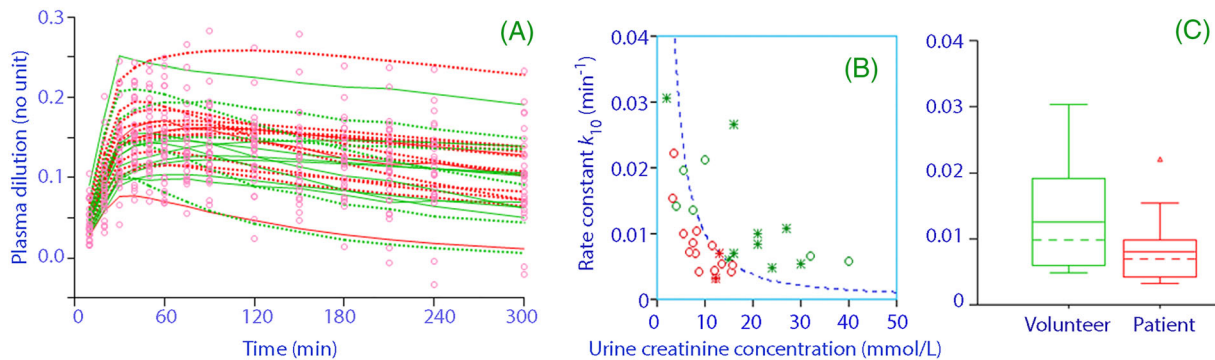 (A)
Plasma dilution (no unit)
0.3
0.2
0.1
0.0
0 60 120 180 240 300
Time (min)
(B)
Rate constant k10 (min-1)
0.04
0.03
0.02
0.01
0
0 10 20 30 40 50
Urine creatinine concentration (mmol/L)
(C)
0.04
0.03
0.02
0.01
0
Volunteer Patient